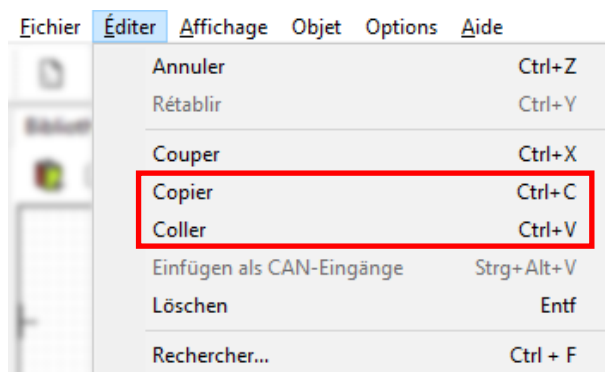 Fichier Éditer Affichage Objet Options Aide
Annuler Ctrl+Z
Rétablir Ctrl+Y
Couper Ctrl+X
Copier Ctrl+C
Coller Ctrl+V
Einfügen als CAN-Eingänge Strg+Alt+V
Löschen Entf
Rechercher... Ctrl + F